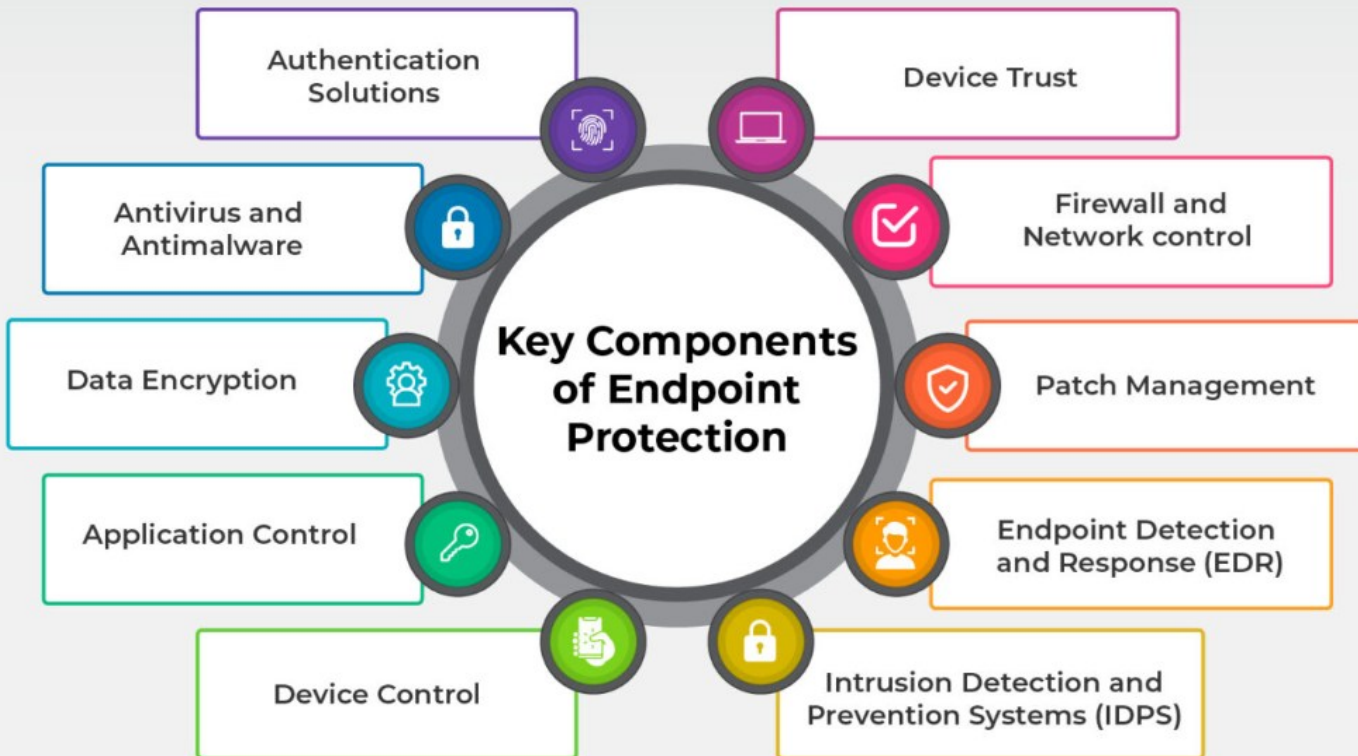 Authentication
Solutions
Device Trust
Antivirus and
Antimalware
Firewall and
Network control
Key Components
of Endpoint
Protection
Data Encryption
Patch Management
Application Control
Endpoint Detection
and Response (EDR)
Device Control
Intrusion Detection and
Prevention Systems (IDPS)